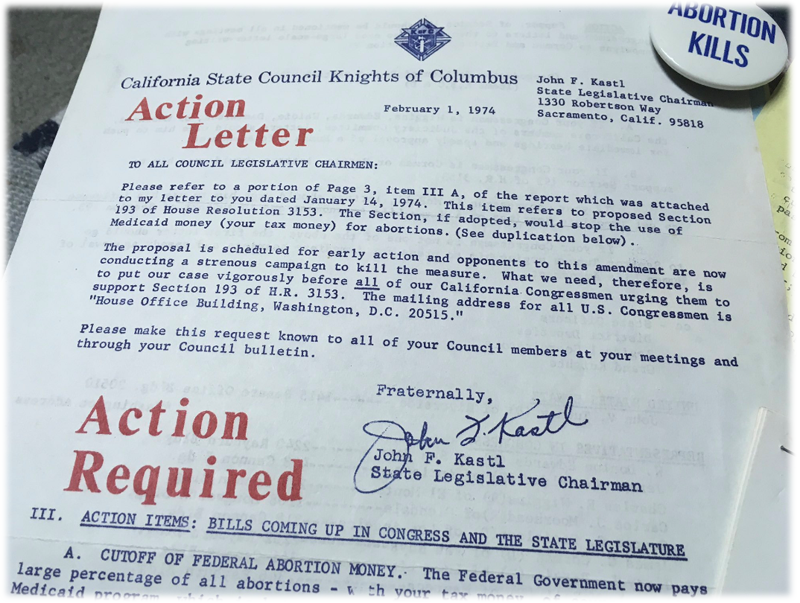 ABORTION
KILLS
California State Council Knights of Columbus
John F. Kastl
State Legislative Chairman
1330 Robertson Way
Sacramento, Calif. 95818
Action
Letter
February 1, 1974
TO ALL COUNCIL LEGISLATIVE CHAIRMEN:
Please refer to a portion of Page 3, item III A, of the report which was attached
to my letter to you dated January 14, 1974. This item refers to proposed Section
193 of House Resolution 3153. The Section, if adopted, would stop the use of
Medicaid money (your tax money) for abortions. (See duplication below).
The proposal is scheduled for early action and opponents to this amendment are now
conducting a strenous campaign to kill the measure. What we need, therefore, is
to put our case vigorously before all of our California Congressmen urging them to
support Section 193 of H.R. 3153. The mailing address for all U.S. Congressmen is
"House Office Building, Washington, D.C. 20515."
Please make this request known to all of your Council members at your meetings and
through your Council bulletin.
Fraternally,
John F. Kastl
John F. Kastl
State Legislative Chairman
Action
Required
III. ACTION ITEMS: BILLS COMING UP IN CONGRESS AND THE STATE LEGISLATURE
A. CUTOFF OF FEDERAL ABORTION MONEY. The Federal Government now pays
large percentage of all abortions - with your tax money
Medicaid program